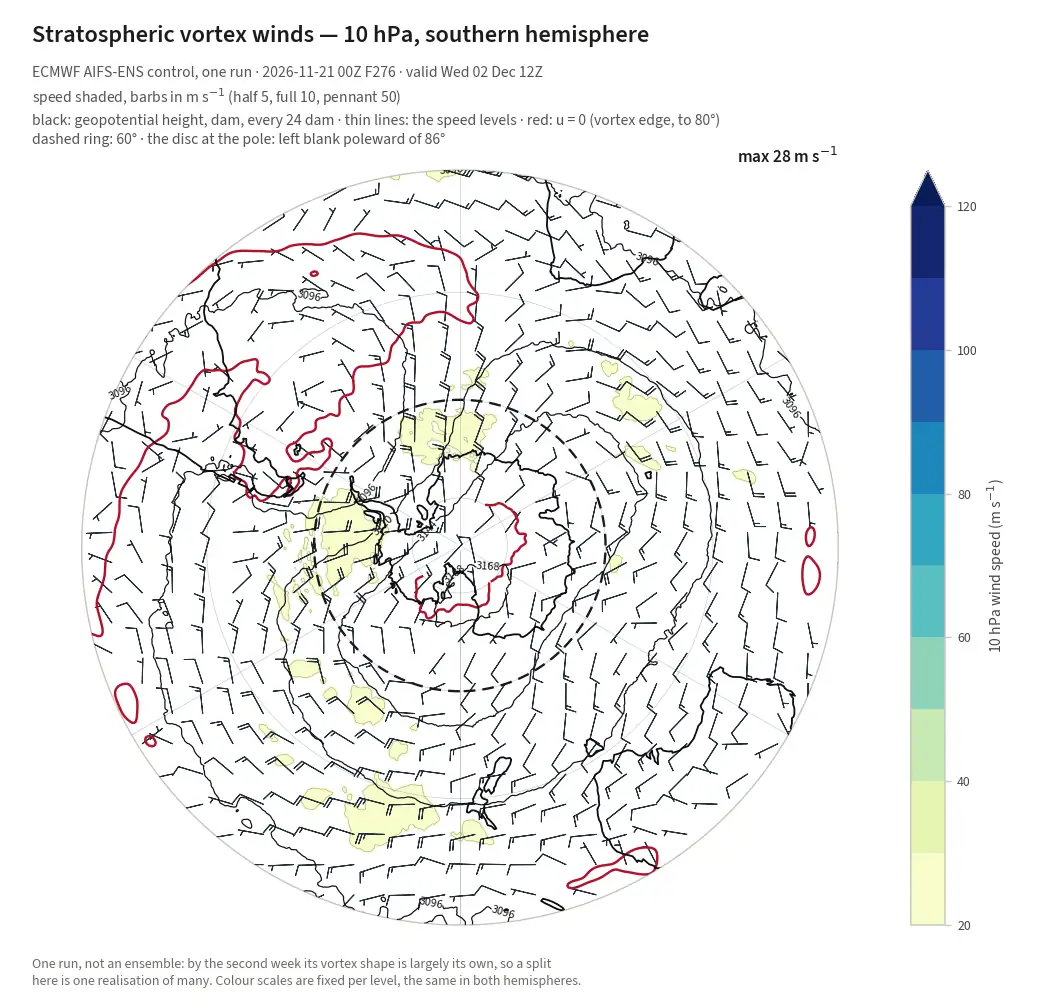 Stratospheric vortex winds — 10 hPa, southern hemisphere
ECMWF AIFS-ENS control, one run · 2026-11-21 00Z F276 · valid Wed 02 Dec 12Z
speed shaded, barbs in m s⁻¹ (half 5, full 10, pennant 50)
black: geopotential height, dam, every 24 dam · thin lines: the speed levels · red: u = 0 (vortex edge, to 80°)
dashed ring: 60° · the disc at the pole: left blank poleward of 86°
max 28 m s⁻¹
120
100
80
60
40
20
10 hPa wind speed (m s⁻¹)
3096
3096
3096
3096
3168
3096
3096
One run, not an ensemble: by the second week its vortex shape is largely its own, so a split
here is one realisation of many. Colour scales are fixed per level, the same in both hemispheres.